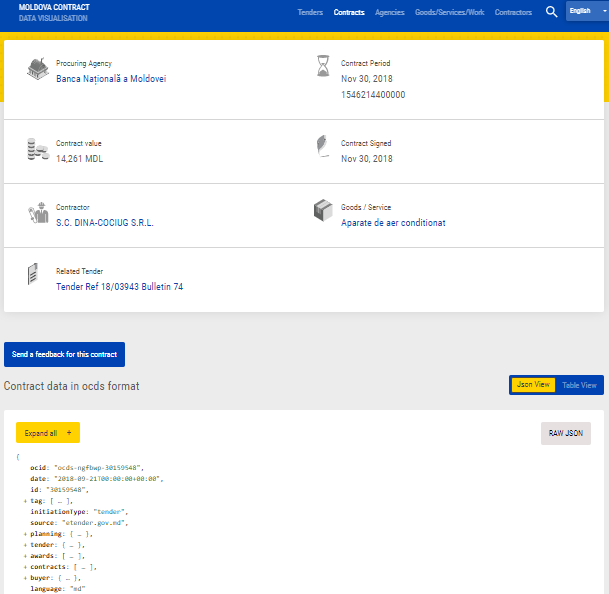 MOLDOVA CONTRACT
DATA VISUALISATION
Tenders Contracts Agencies Goods/Services/Work Contractors English
Procuring Agency
Banca Națională a Moldovei
Contract Period
Nov 30, 2018
1546214400000
Contract value
14,261 MDL
Contract Signed
Nov 30, 2018
Contractor
S.C. DINA-COCIUG S.R.L.
Goods / Service
Aparate de aer conditionat
Related Tender
Tender Ref 18/03943 Bulletin 74
Send a feedback for this contract
Contract data in ocds format
Json View Table View
Expand all +
RAW JSON
{
ocid: "ocds-ngfbwp-30159548",
date: "2018-09-21T00:00:00+00:00",
id: "30159548",
+ tag: [ … ],
initiationType: "tender",
source: "etender.gov.md",
+ planning: { … },
+ tender: { … },
+ awards: [ … ],
+ contracts: [ … ],
+ buyer: { … },
language: "md"